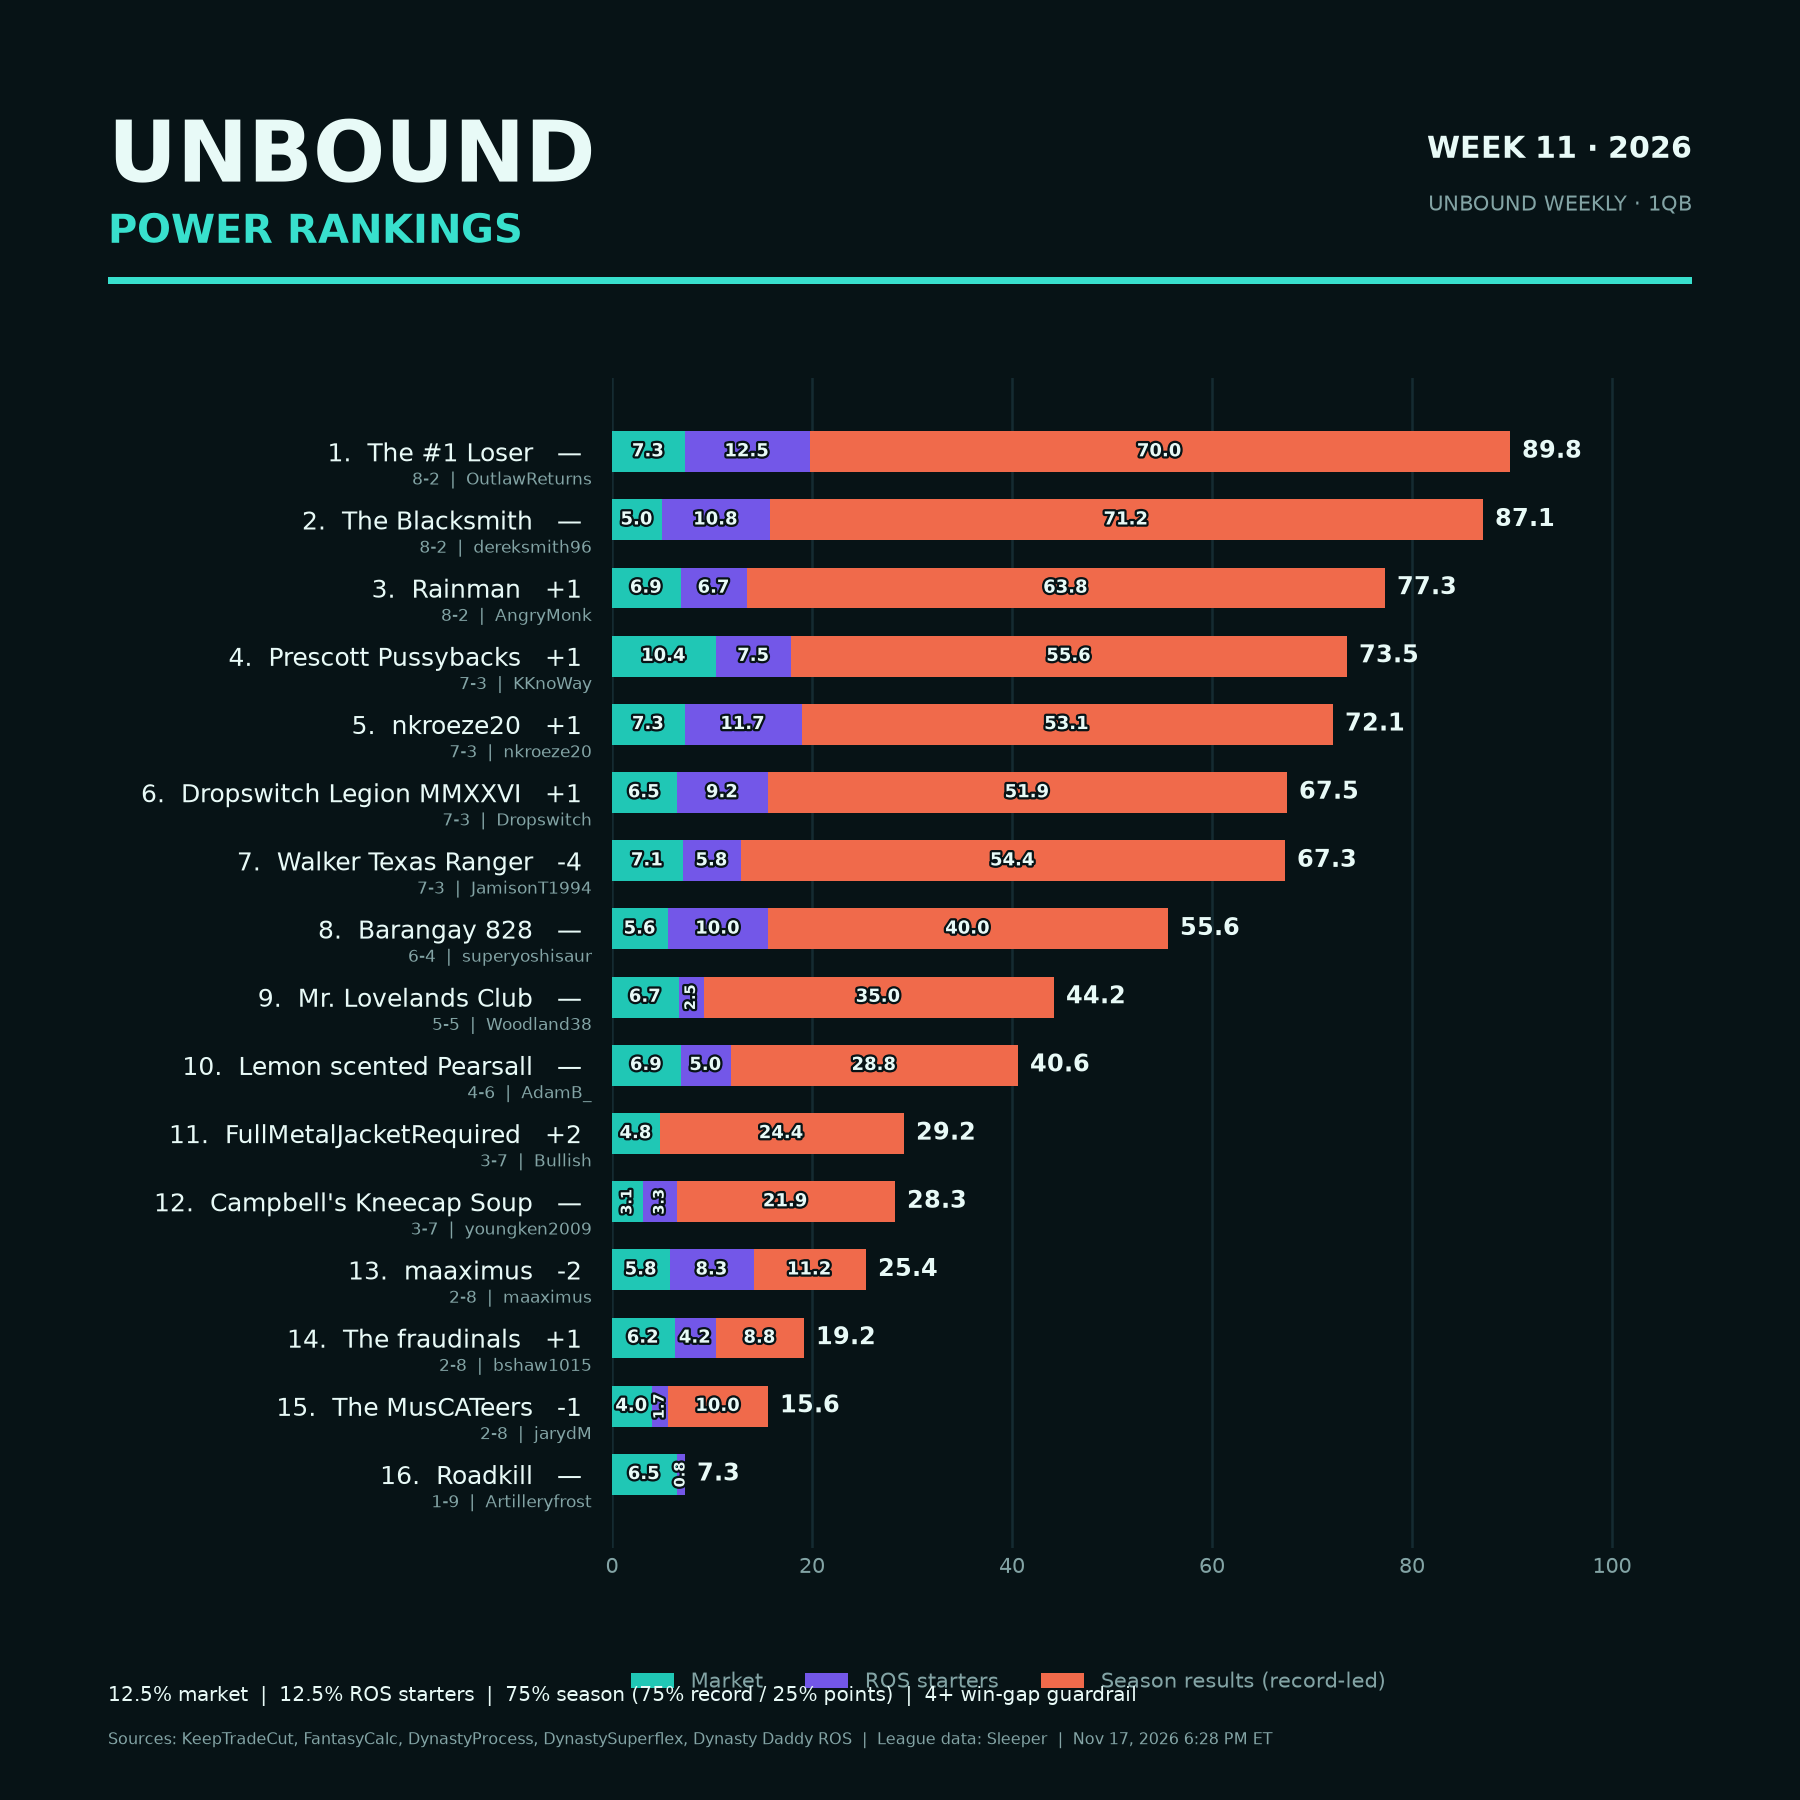 UNBOUND
POWER RANKINGS
WEEK 11 · 2026
UNBOUND WEEKLY · 1QB
1. The #1 Loser — 7.3 12.5 70.0 89.8
8-2 | OutlawReturns
2. The Blacksmith — 5.0 10.8 71.2 87.1
8-2 | dereksmith96
3. Rainman +1 6.9 6.7 63.8 77.3
8-2 | AngryMonk
4. Prescott Pussybacks +1 10.4 7.5 55.6 73.5
7-3 | KKnoWay
5. nkroeze20 +1 7.3 11.7 53.1 72.1
7-3 | nkroeze20
6. Dropswitch Legion MMXXVI +1 6.5 9.2 51.9 67.5
7-3 | Dropswitch
7. Walker Texas Ranger -4 7.1 5.8 54.4 67.3
7-3 | JamisonT1994
8. Barangay 828 — 5.6 10.0 40.0 55.6
6-4 | superyoshisaur
9. Mr. Lovelands Club — 6.7 2.5 35.0 44.2
5-5 | Woodland38
10. Lemon scented Pearsall — 6.9 5.0 28.8 40.6
4-6 | AdamB_
11. FullMetalJacketRequired +2 4.8 24.4 29.2
3-7 | Bullish
12. Campbell's Kneecap Soup — 3.1 3.3 21.9 28.3
3-7 | youngken2009
13. maaximus -2 5.8 8.3 11.2 25.4
2-8 | maaximus
14. The fraudinals +1 6.2 4.2 8.8 19.2
2-8 | bshaw1015
15. The MusCATeers -1 4.0 1.7 10.0 15.6
2-8 | jarydM
16. Roadkill — 6.5 0.8 7.3
1-9 | Artilleryfrost
0 20 40 60 80 100
Market ROS starters Season results (record-led)
12.5% market | 12.5% ROS starters | 75% season (75% record / 25% points) | 4+ win-gap guardrail
Sources: KeepTradeCut, FantasyCalc, DynastyProcess, DynastySuperflex, Dynasty Daddy ROS | League data: Sleeper | Nov 17, 2026 6:28 PM ET